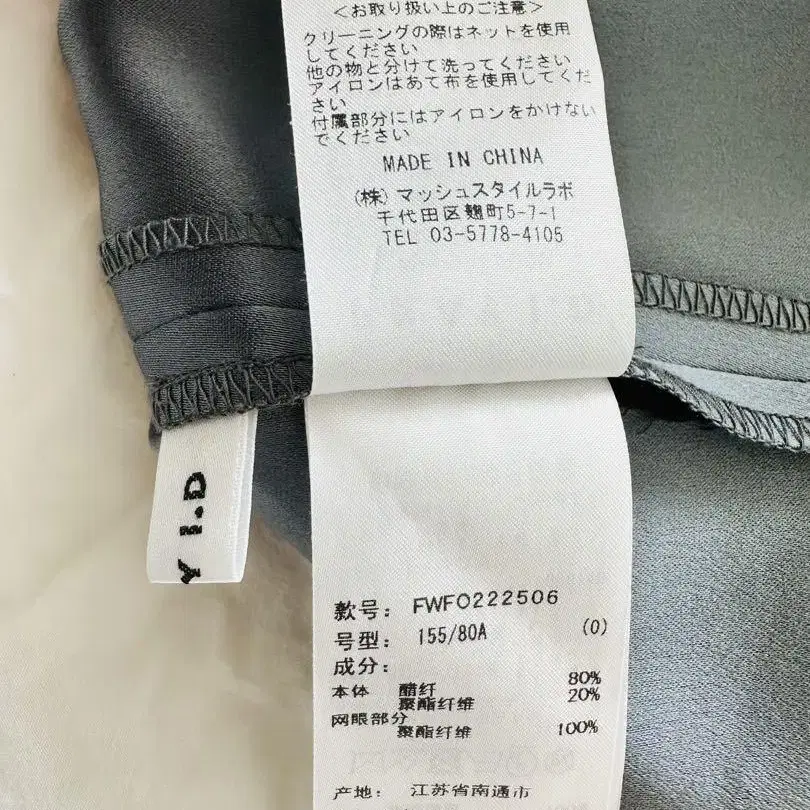 <お取り扱い上のご注意>
クリーニングの際はネットを使用
してください
他の物と分けて洗ってください
アイロンはあて布を使用してくだ
さい
付属部分にはアイロンをかけない
でください
MADE IN CHINA
(株) マッシュスタイルラボ
千代田区麹町5-7-1
TEL 03-5778-4105
Y I.D
款号: FWFO222506
号型: 155/80A (0)
成分:
本体 醋纤 80%
聚酯纤维 20%
网眼部分
聚酯纤维 100%
产地: 江苏省南通市